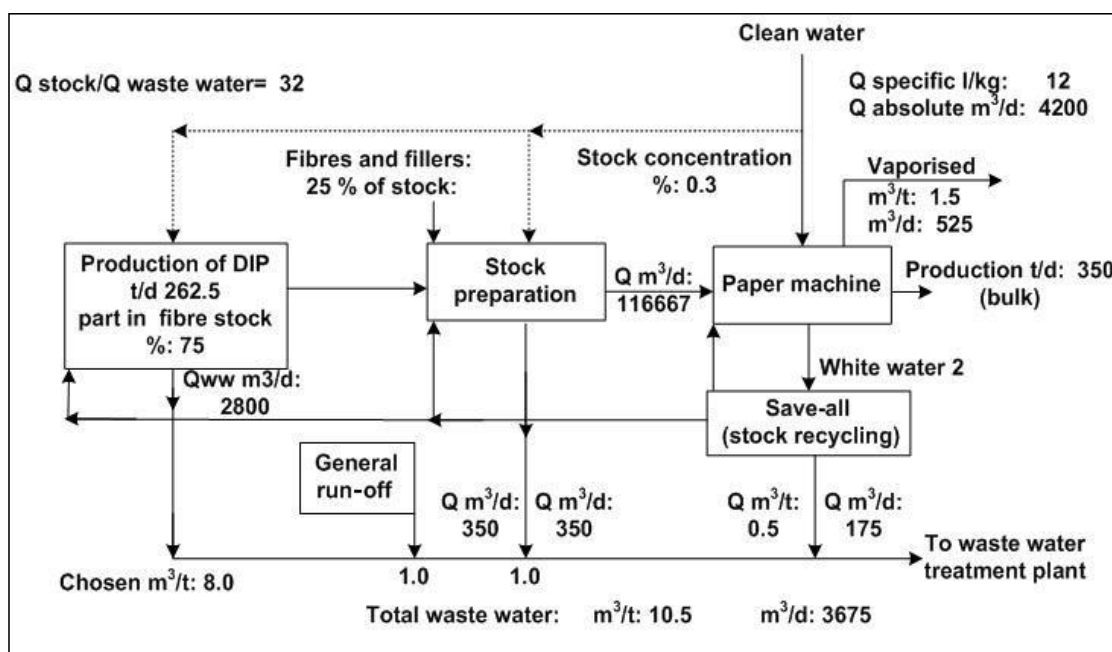 Clean water
Q stock/Q waste water= 32
Q specific l/kg: 12
Q absolute m³/d: 4200
Fibres and fillers:
25 % of stock:
Stock concentration
%: 0.3
Vaporised
m³/t: 1.5
m³/d: 525
Production of DIP
t/d 262.5
part in fibre stock
%: 75
Stock
preparation
Q m³/d:
116667
Paper machine
Production t/d: 350
(bulk)
Qww m3/d:
2800
White water 2
Save-all
(stock recycling)
General
run-off
Q m³/d:
350
Q m³/d:
350
Q m³/t:
0.5
Q m³/d:
175
To waste water
treatment plant
Chosen m³/t: 8.0
1.0
1.0
Total waste water: m³/t: 10.5 m³/d: 3675